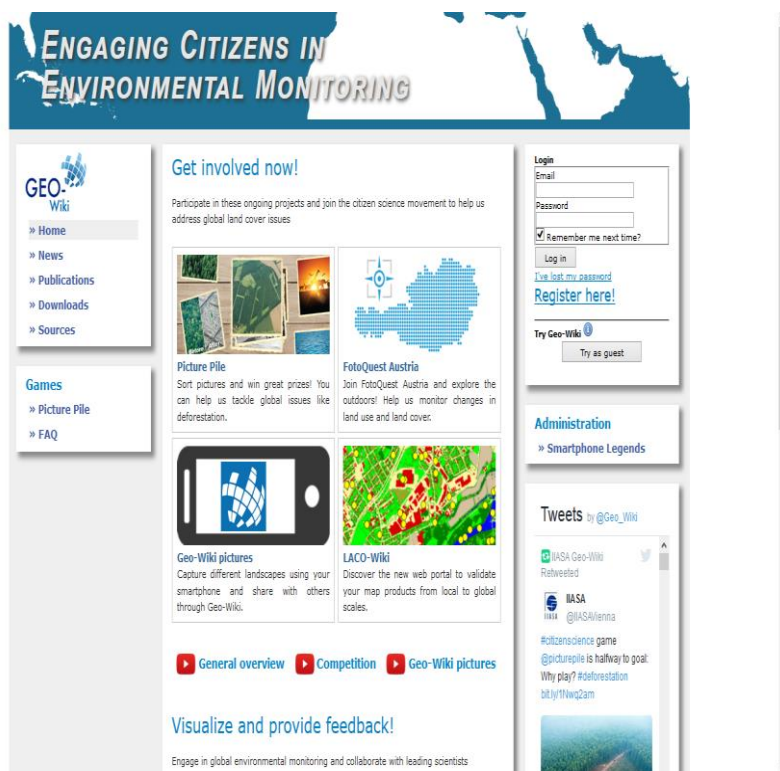 ENGAGING CITIZENS IN
ENVIRONMENTAL MONITORING
GEO-
Wiki
» Home
» News
» Publications
» Downloads
» Sources
Games
» Picture Pile
» FAQ
Get involved now!
Participate in these ongoing projects and join the citizen science movement to help us
address global land cover issues
Picture Pile
Sort pictures and win great prizes! You
can help us tackle global issues like
deforestation.
FotoQuest Austria
Join FotoQuest Austria and explore the
outdoors! Help us monitor changes in
land use and land cover.
Geo-Wiki pictures
Capture different landscapes using your
smartphone and share with others
through Geo-Wiki.
LACO-Wiki
Discover the new web portal to validate
your map products from local to global
scales.
General overview
Competition
Geo-Wiki pictures
Visualize and provide feedback!
Engage in global environmental monitoring and collaborate with leading scientists
Login
Email
Password
Remember me next time?
Log in
I've lost my password
Register here!
Try Geo-Wiki
Try as guest
Administration
» Smartphone Legends
Tweets by @Geo_Wiki
IIASA Geo-Wiki
Retweeted
IIASA
IIASA
@IIASAVienna
#citizenscience game
@picturepile is halfway to goal:
Why play? #deforestation
bit.ly/1Nwq2am